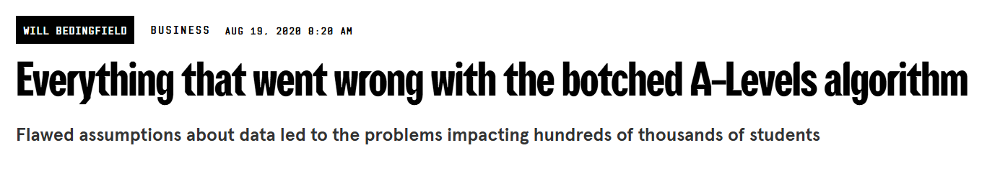 WILL BEDINGFIELD BUSINESS AUG 19, 2020 8:20 AM
Everything that went wrong with the botched A-Levels algorithm
Flawed assumptions about data led to the problems impacting hundreds of thousands of students